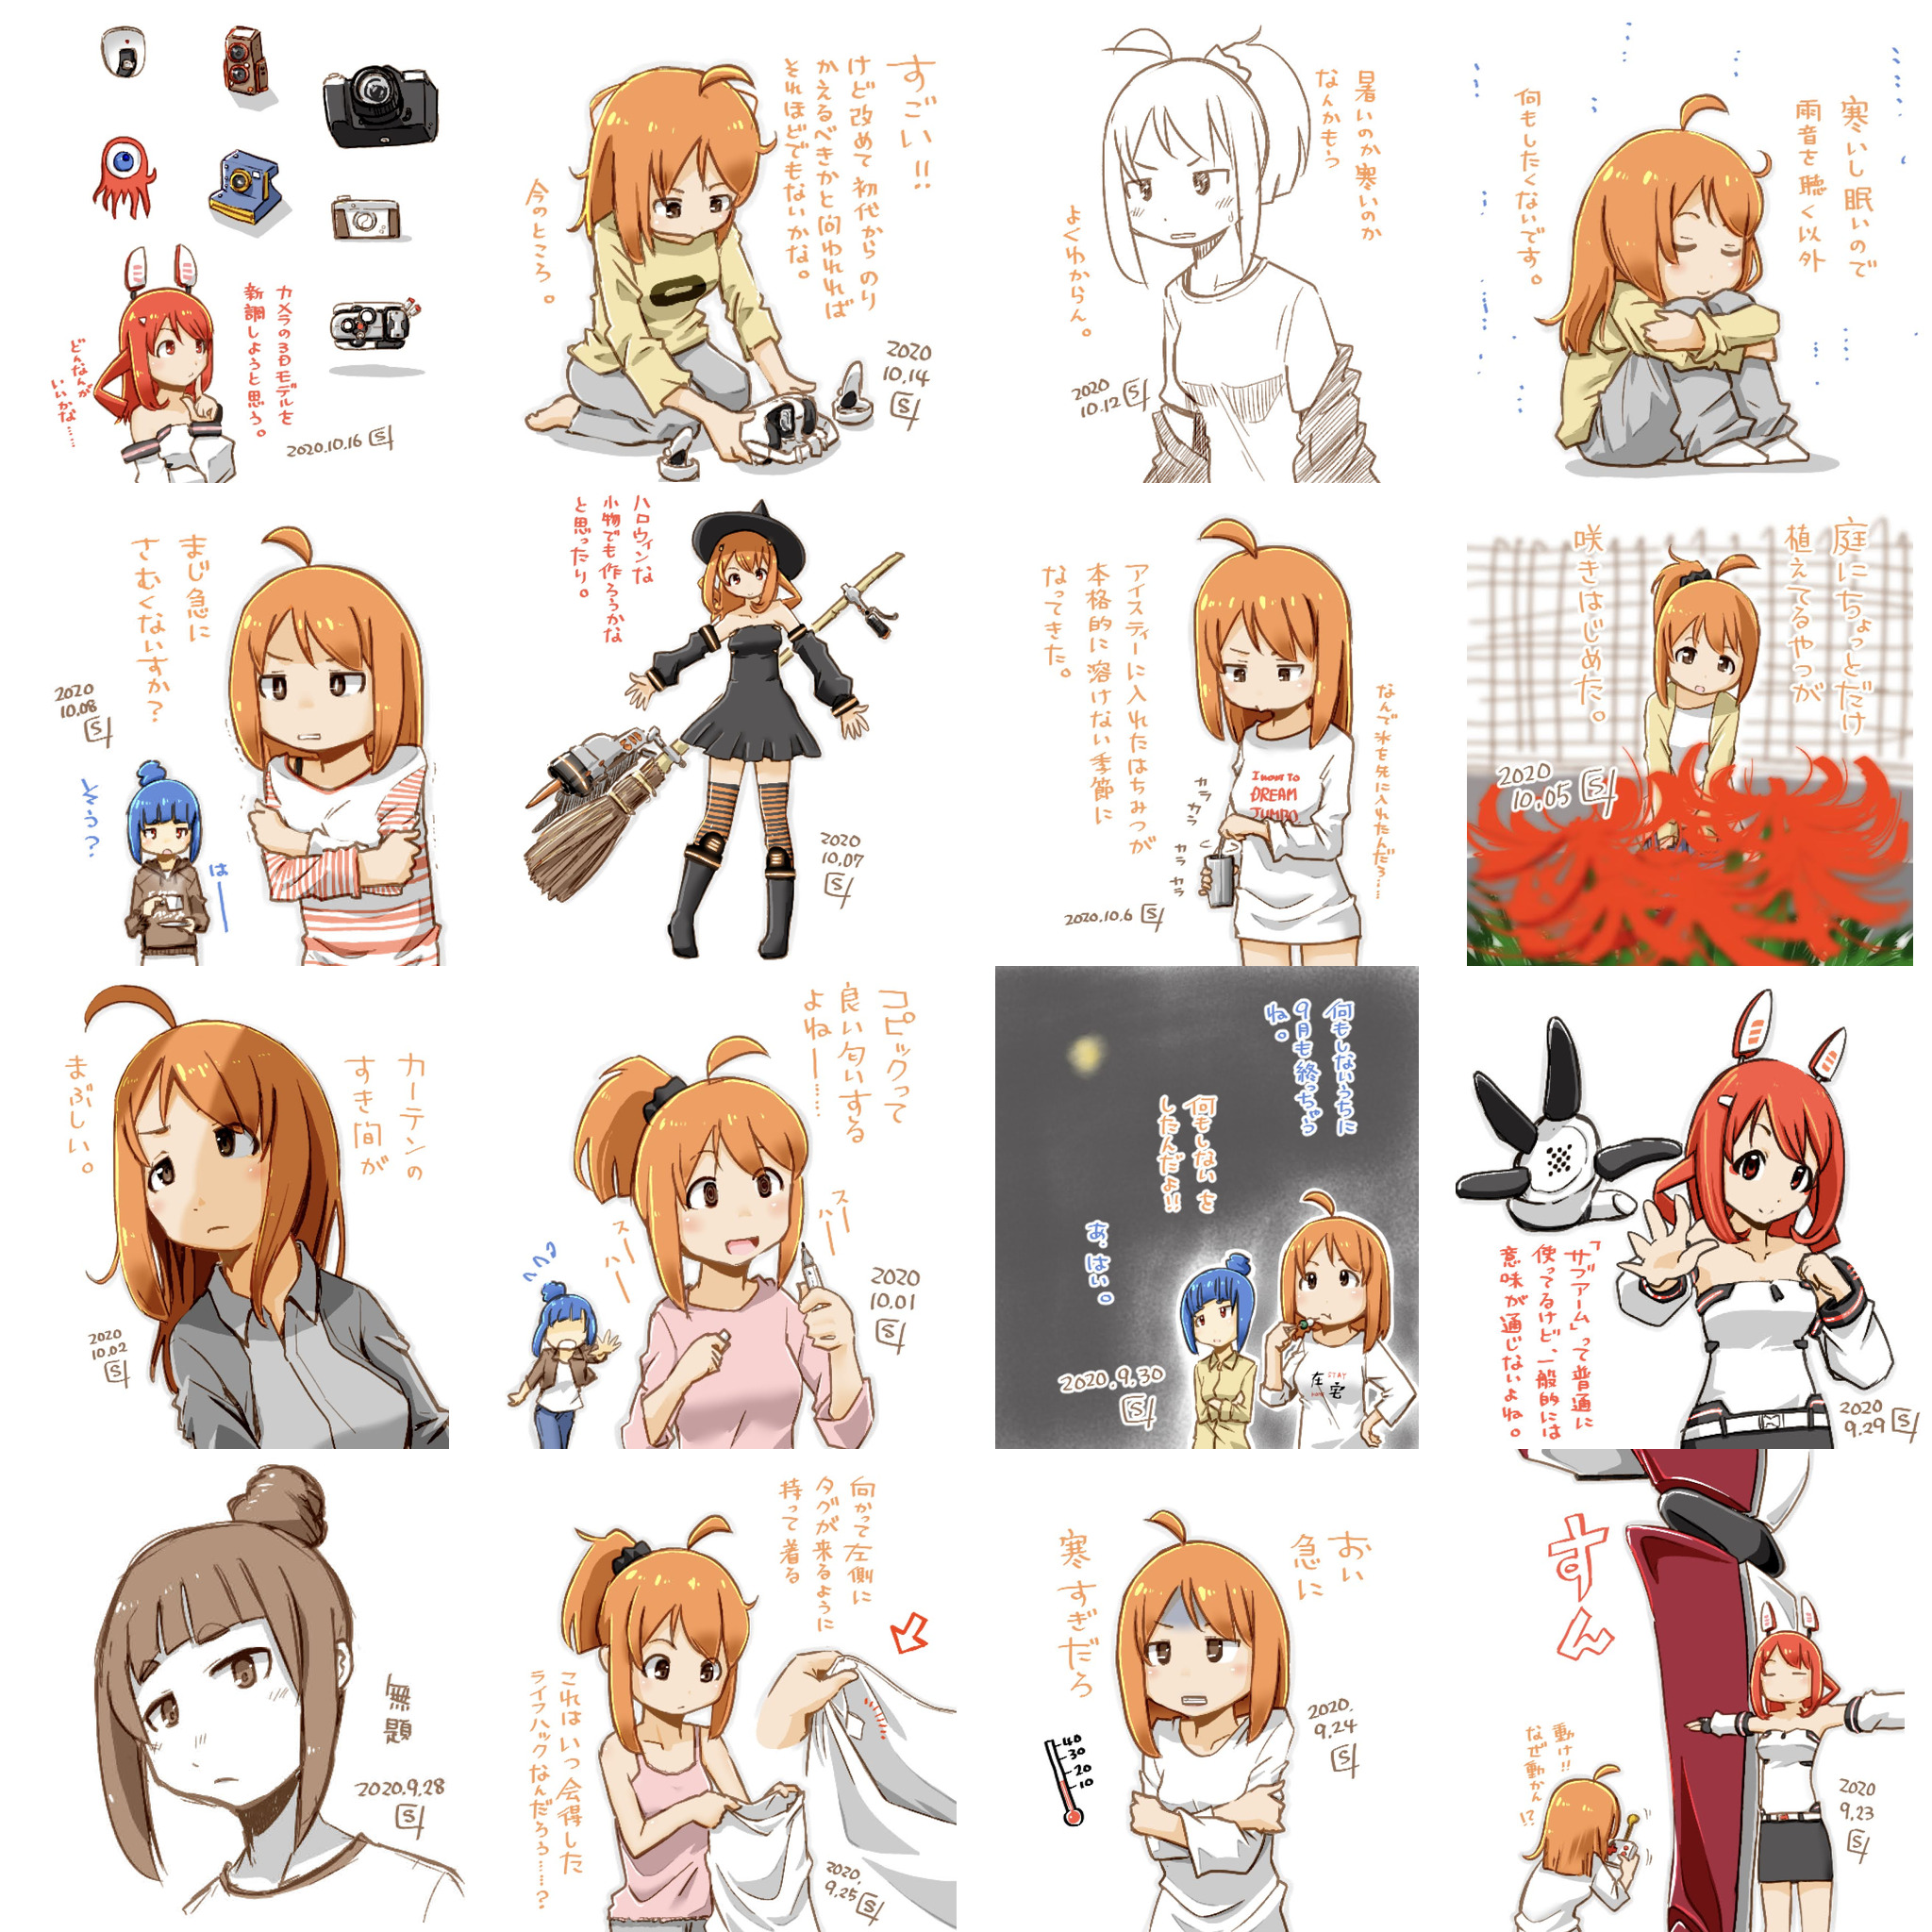 カメラの3Dモデルを
新調しようと思う。
どんなんが
いいかな……
2020.10.16
すごい!!
けど改めて初代からのり
かえるべきかと問われれば
それほどでもないかな。
今のところ。
2020
10.14
暑いのか寒いのか
なんかもう
よくわからん。
2020
10.12
寒いし眠いので
雨音を聴く以外
何もしたくないです。
まじ急に
さむくないすか?
2020
10.08
そう?
はー
ハロウィンな
小物でも作ろうかな
と思ったり。
2020
10.07
アイスティーに入れたはちみつが
本格的に溶けない季節に
なってきた。
なんで氷を先に入れたんだろ……
カラ
カラ
カラ
カラ
I WANT TO
DREAM
JUMBO
2020.10.6
庭にちょっとだけ
植えてるやつが
咲きはじめた。
2020
10.05
カーテンの
すき間が
まぶしい。
2020
10.02
コピックって
良い匂いする
よねー……
スー
ハー
スー
ハー
2020
10.01
何もしないうちに
9月も終っちゃう
ね。
何もしないを
したんだよ!!
あ、はい。
STAY
在宅
2020.9.30
「サブアーム」って普通に
使ってるけど、一般的には
意味が通じないよね。
2020
9.29
無題
2020.9.28
向かって左側に
タグが来るように
持って着る
これはいつ会得した
ライフハックなんだろう……?
2020.
9.25
おい
急に
寒すぎだろ
40
30
20
10
2020.
9.24
すん
動け!!
なぜ動かん!?
2020
9.23